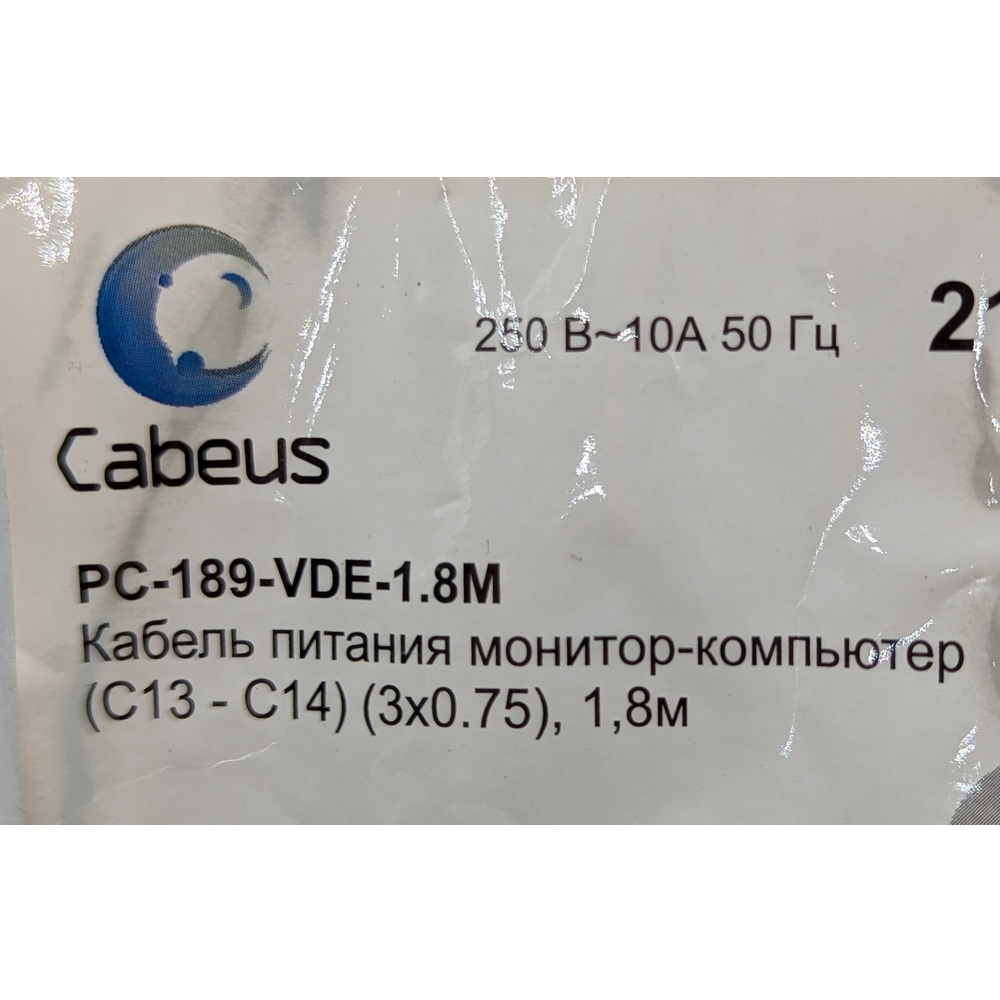 250 В~10А 50 Гц
Cabeus
PC-189-VDE-1.8M
Кабель питания монитор-компьютер
(C13 - C14) (3x0.75), 1,8м